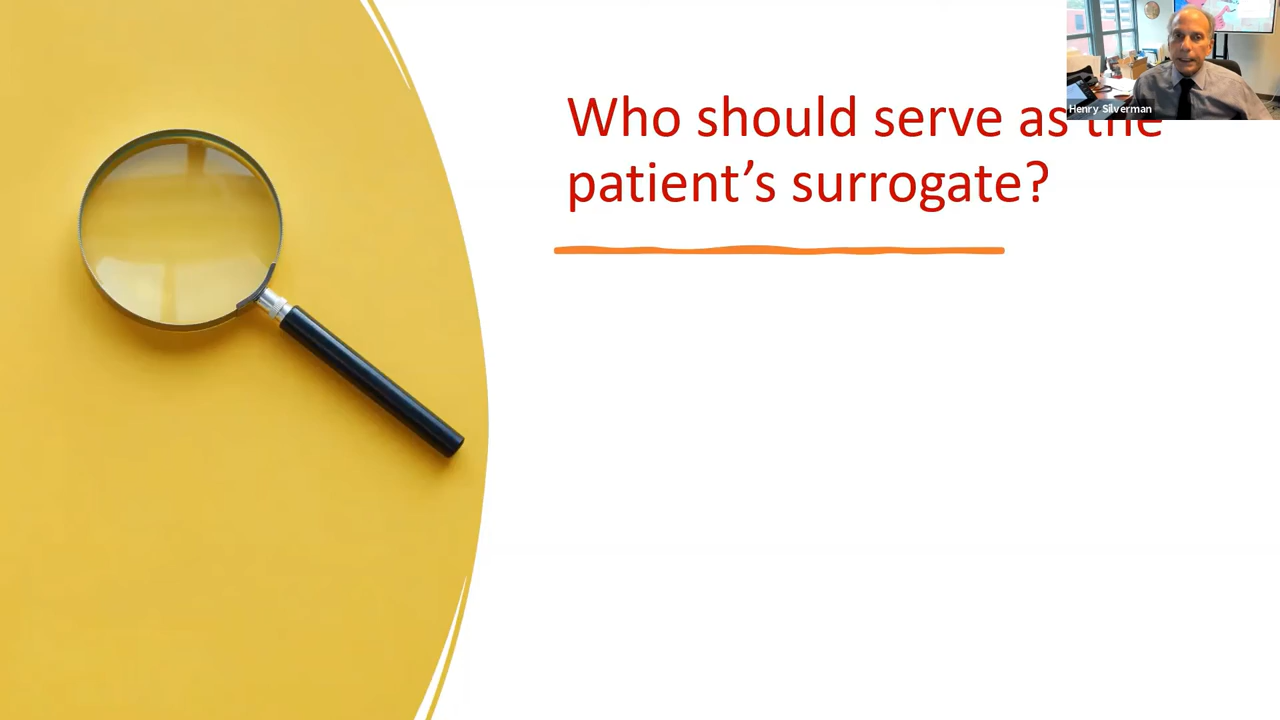 Who should serve as the
patient’s surrogate?
Henry Silverman